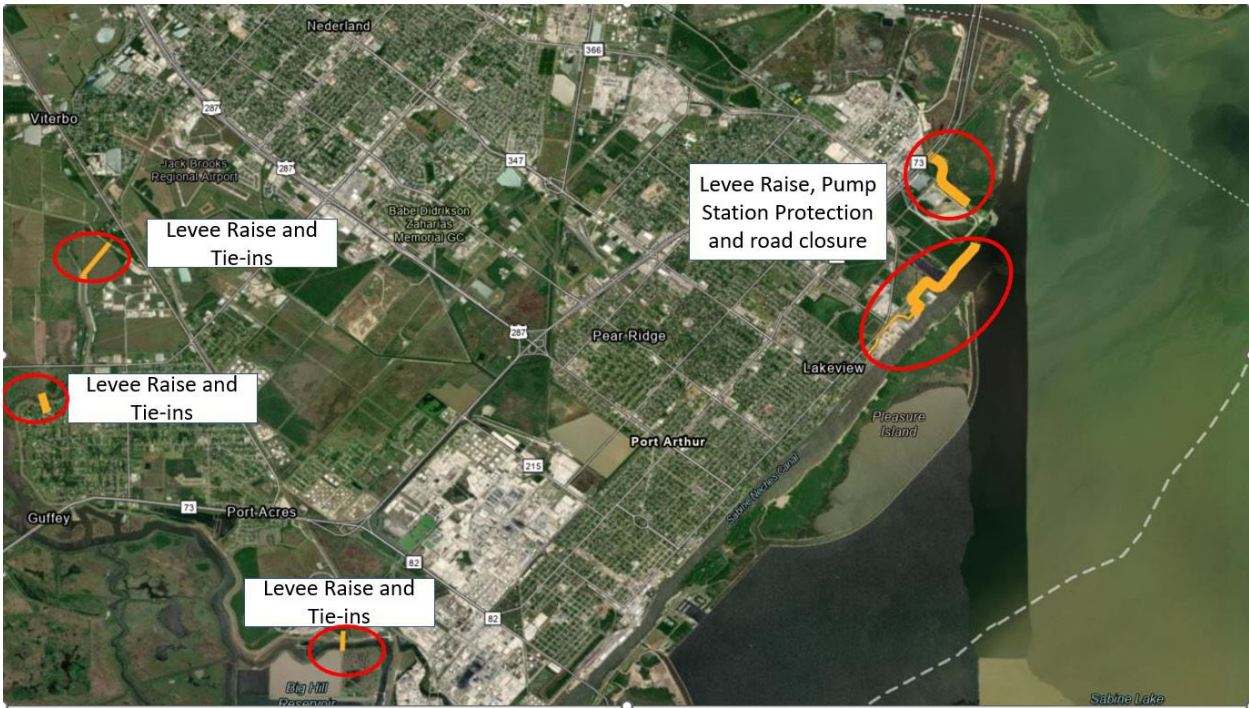 Nederland
366
287
Viterbo
Jack Brooks
Regional Airport
287
347
73
Levee Raise, Pump
Station Protection
and road closure
Babe Didrikson
Zaharias
Memorial GC
Levee Raise and
Tie-ins
287
Pear Ridge
Lakeview
Levee Raise and
Tie-ins
Pleasure
Island
Port Arthur
215
Sabine Neches Canal
73
Port Acres
Guffey
82
Levee Raise and
Tie-ins
82
Big Hill
Reservoir
Sabine Lake